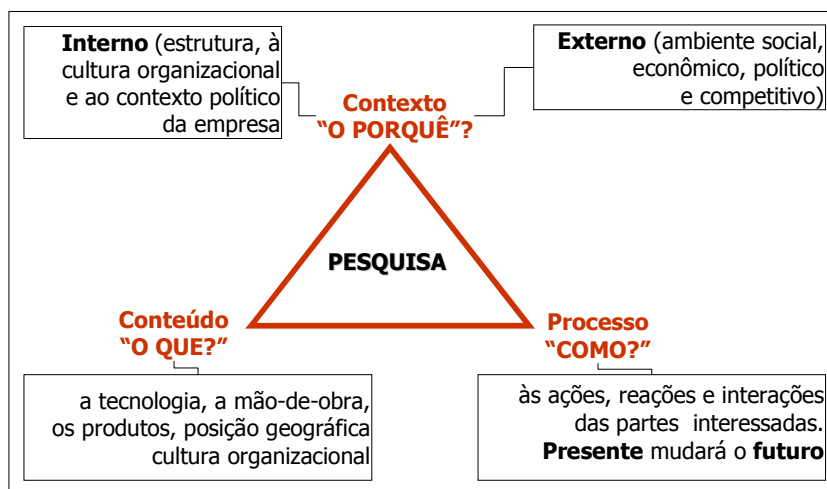 Interno (estrutura, à
cultura organizacional
e ao contexto político
da empresa
Externo (ambiente social,
econômico, político
e competitivo)
Contexto
“O PORQUÊ”?
PESQUISA
Conteúdo
“O QUE?”
Processo
“COMO?”
a tecnologia, a mão-de-obra,
os produtos, posição geográfica
cultura organizacional
às ações, reações e interações
das partes interessadas.
Presente mudará o futuro